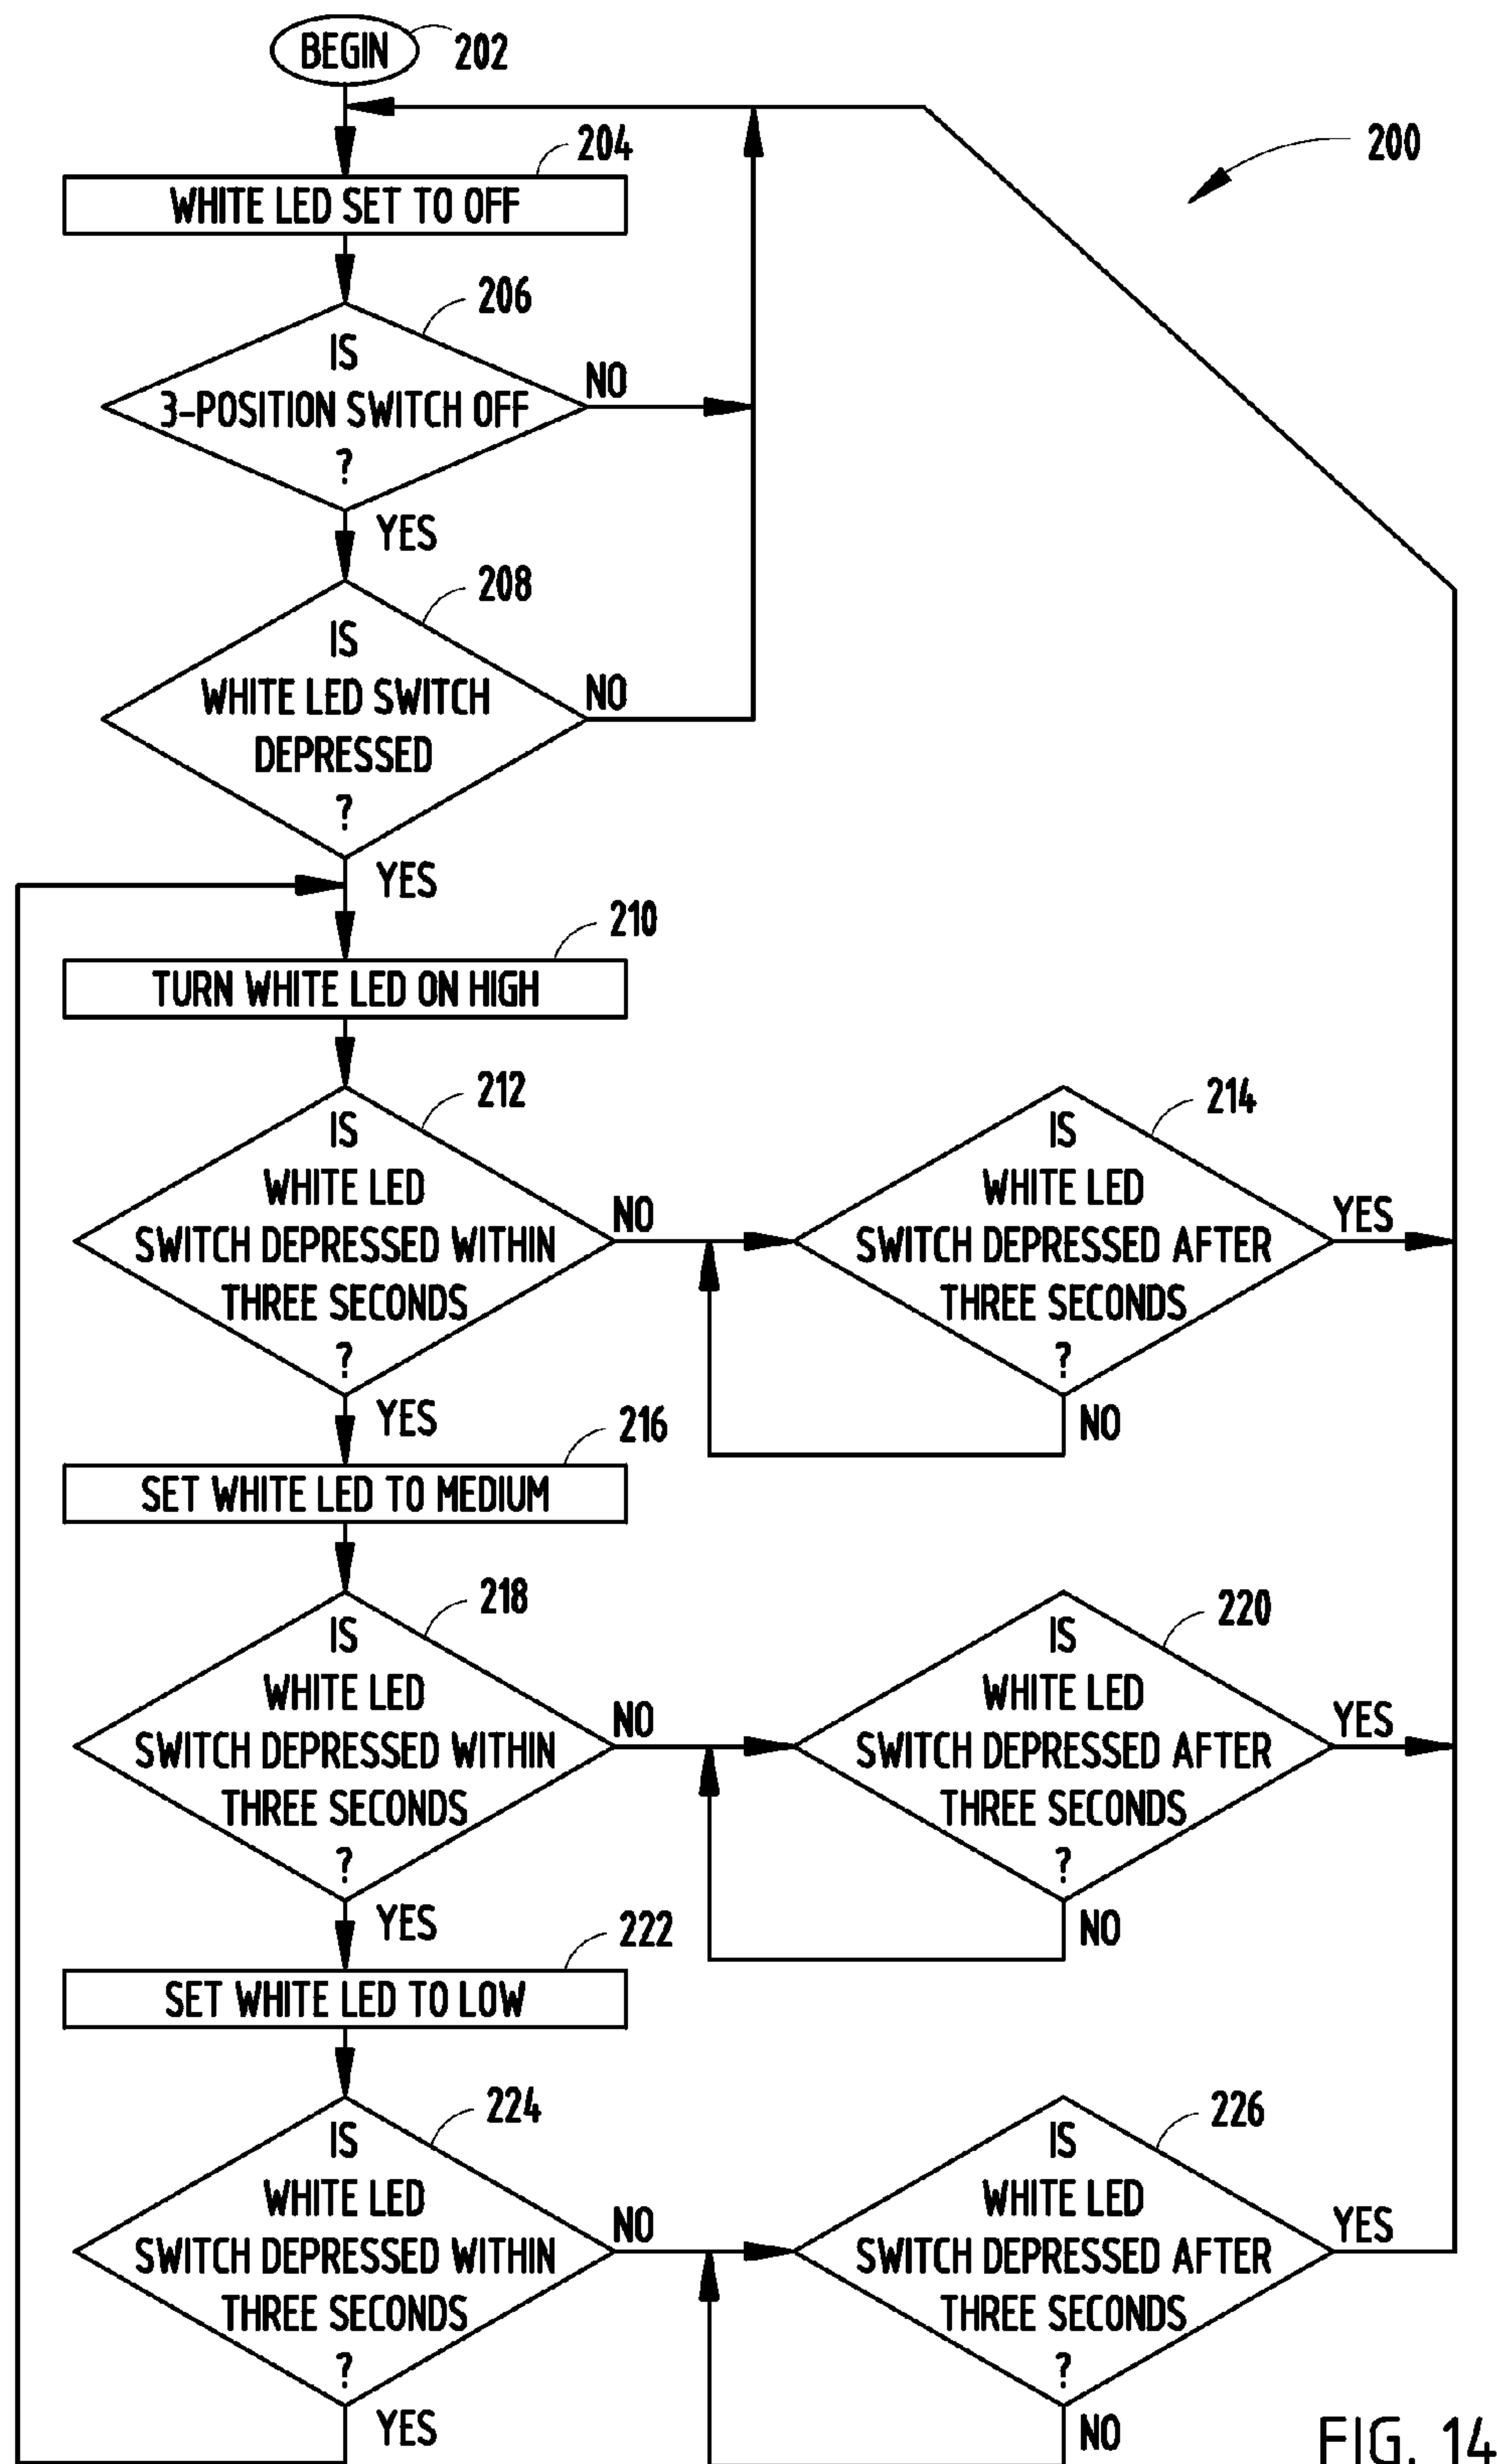 BEGIN
202
200
204
WHITE LED SET TO OFF
206
IS
3-POSITION SWITCH OFF
?
NO
YES
208
IS
WHITE LED SWITCH
DEPRESSED
?
NO
YES
210
TURN WHITE LED ON HIGH
212
IS
WHITE LED
SWITCH DEPRESSED WITHIN
THREE SECONDS
?
NO
YES
214
IS
WHITE LED
SWITCH DEPRESSED AFTER
THREE SECONDS
?
YES
NO
216
SET WHITE LED TO MEDIUM
218
IS
WHITE LED
SWITCH DEPRESSED WITHIN
THREE SECONDS
?
NO
YES
220
IS
WHITE LED
SWITCH DEPRESSED AFTER
THREE SECONDS
?
YES
NO
222
SET WHITE LED TO LOW
224
IS
WHITE LED
SWITCH DEPRESSED WITHIN
THREE SECONDS
?
NO
YES
226
IS
WHITE LED
SWITCH DEPRESSED AFTER
THREE SECONDS
?
YES
NO
FIG. 14